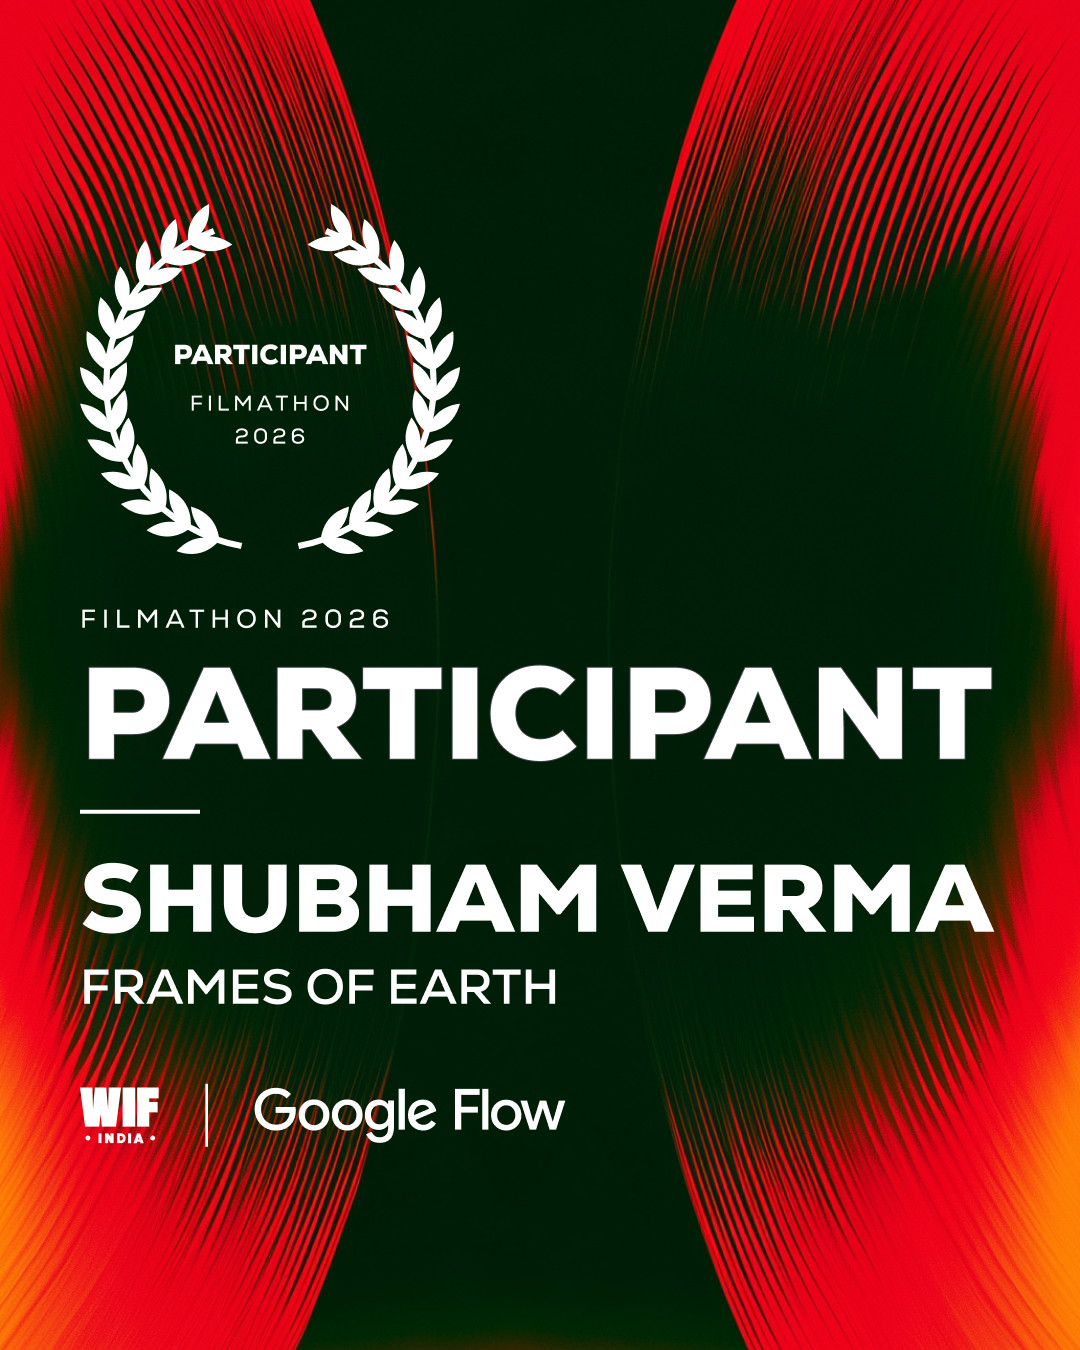 PARTICIPANT
FILMATHON
2026
FILMATHON 2026
PARTICIPANT
SHUBHAM VERMA
FRAMES OF EARTH
WIF
• INDIA •
Google Flow